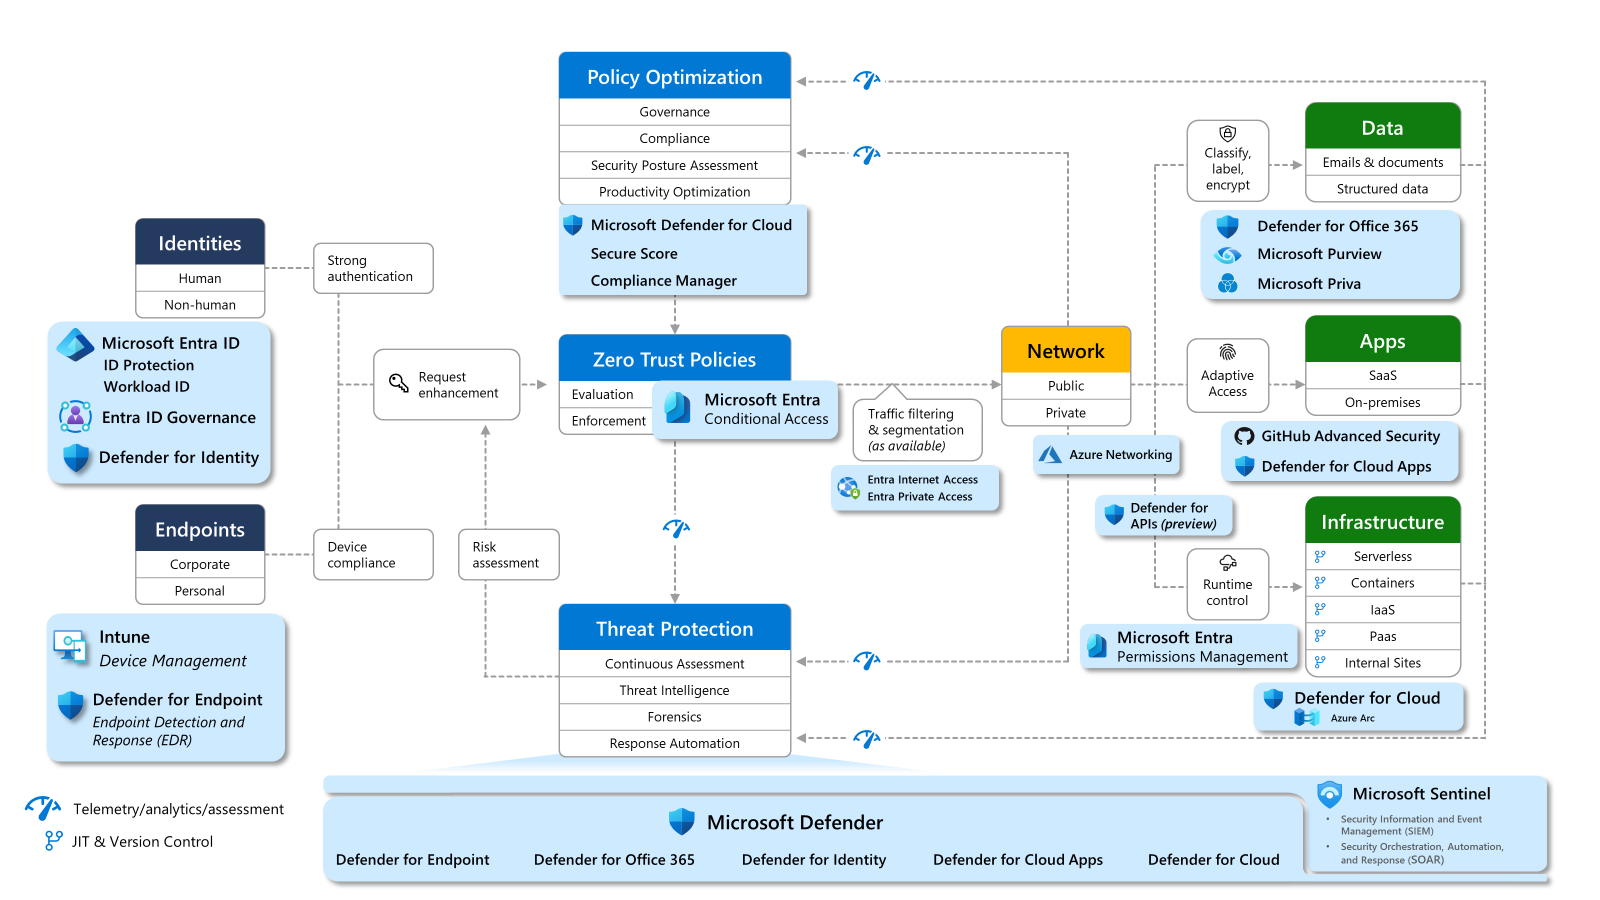 Policy Optimization
Governance
Compliance
Security Posture Assessment
Productivity Optimization
Microsoft Defender for Cloud
Secure Score
Compliance Manager
Identities
Human
Non-human
Strong
authentication
Microsoft Entra ID
ID Protection
Workload ID
Entra ID Governance
Defender for Identity
Endpoints
Corporate
Personal
Device
compliance
Intune
Device Management
Defender for Endpoint
Endpoint Detection and
Response (EDR)
Request
enhancement
Risk
assessment
Zero Trust Policies
Evaluation
Enforcement
Microsoft Entra
Conditional Access
Traffic filtering
& segmentation
(as available)
Entra Internet Access
Entra Private Access
Network
Public
Private
Azure Networking
Defender for
APIs (preview)
Classify,
label,
encrypt
Data
Emails & documents
Structured data
Defender for Office 365
Microsoft Purview
Microsoft Priva
Adaptive
Access
Apps
SaaS
On-premises
GitHub Advanced Security
Defender for Cloud Apps
Runtime
control
Infrastructure
Serverless
Containers
IaaS
Paas
Internal Sites
Microsoft Entra
Permissions Management
Defender for Cloud
Azure Arc
Threat Protection
Continuous Assessment
Threat Intelligence
Forensics
Response Automation
Telemetry/analytics/assessment
JIT & Version Control
Microsoft Defender
Defender for Endpoint
Defender for Office 365
Defender for Identity
Defender for Cloud Apps
Defender for Cloud
Microsoft Sentinel
• Security Information and Event
Management (SIEM)
• Security Orchestration, Automation,
and Response (SOAR)